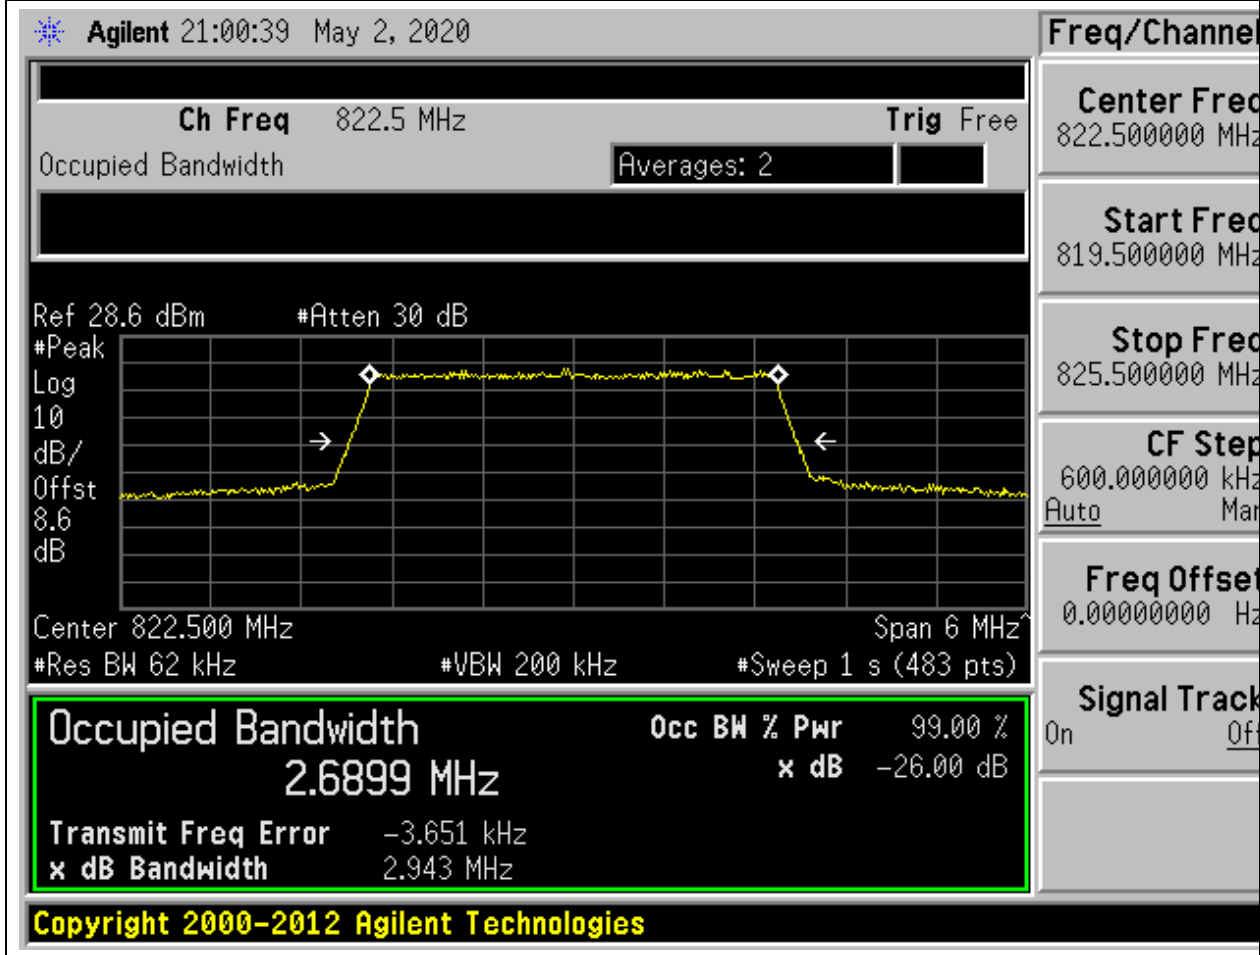 Agilent 21:00:39 May 2, 2020
Freq/Channel
Ch Freq 822.5 MHz Trig Free
Occupied Bandwidth Averages: 2
Ref 28.6 dBm #Atten 30 dB
#Peak
Log
10
dB/
Offst
8.6
dB
Center 822.500 MHz Span 6 MHz^
#Res BW 62 kHz #VBW 200 kHz #Sweep 1 s (483 pts)
Occupied Bandwidth
2.6899 MHz
Occ BW % Pwr 99.00 %
x dB -26.00 dB
Transmit Freq Error -3.651 kHz
x dB Bandwidth 2.943 MHz
Center Freq
822.500000 MHz
Start Freq
819.500000 MHz
Stop Freq
825.500000 MHz
CF Step
600.000000 kHz
Auto Man
Freq Offset
0.00000000 Hz
Signal Track
On Off
Copyright 2000-2012 Agilent Technologies